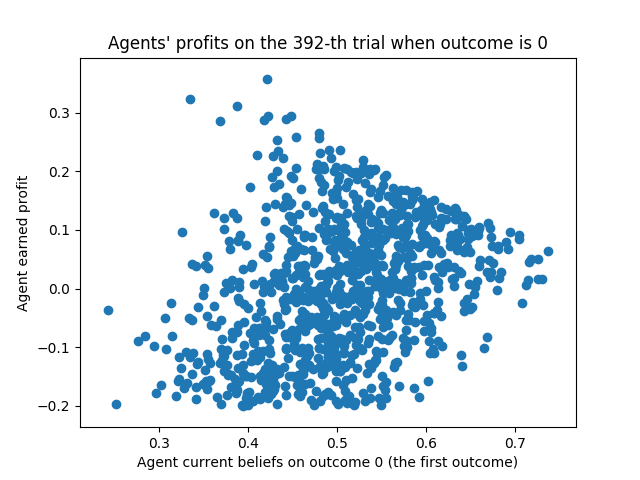 Agents' profits on the 392-th trial when outcome is 0
0.3
0.2
0.1
0.0
−0.1
−0.2
Agent earned profit
0.3 0.4 0.5 0.6 0.7
Agent current beliefs on outcome 0 (the first outcome)